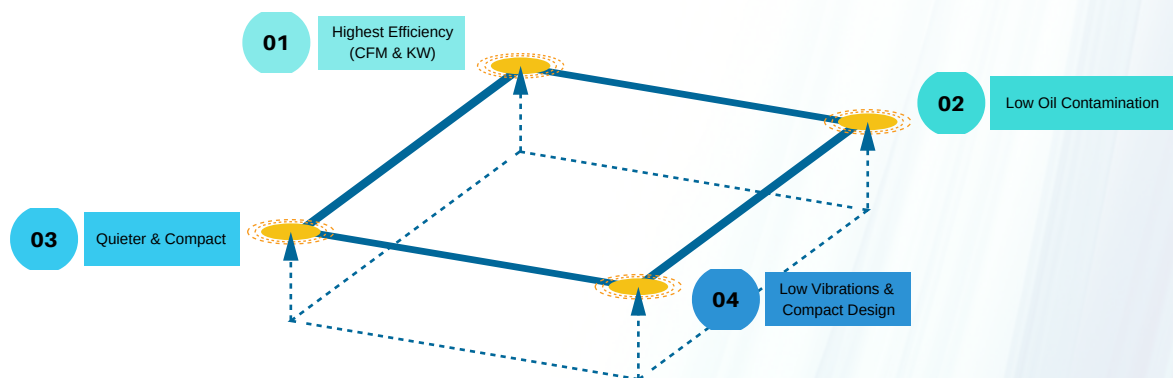 01
Highest Efficiency
(CFM & KW)
02
Low Oil Contamination
03
Quieter & Compact
04
Low Vibrations &
Compact Design